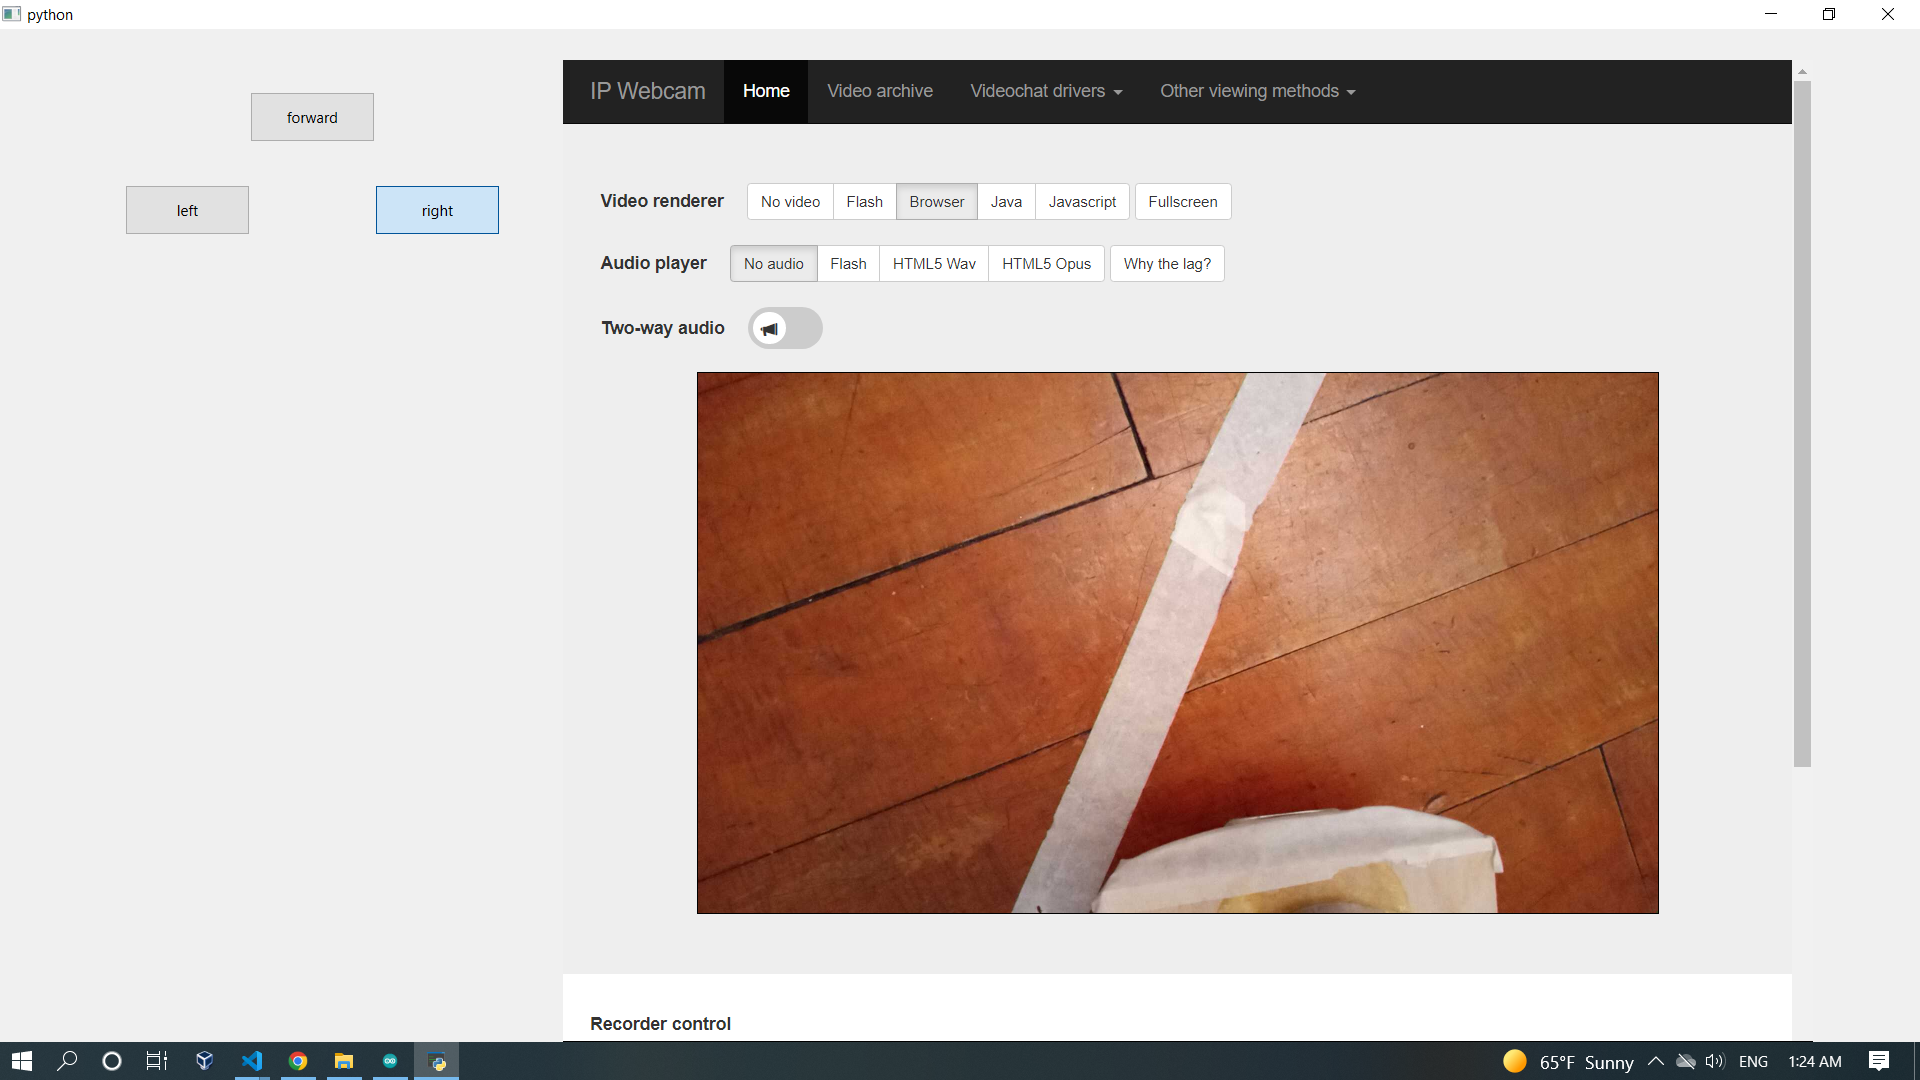 python
forward
left
right
IP Webcam Home Video archive Videochat drivers Other viewing methods
Video renderer No video Flash Browser Java Javascript Fullscreen
Audio player No audio Flash HTML5 Wav HTML5 Opus Why the lag?
Two-way audio
Recorder control
65°F Sunny ENG 1:24 AM